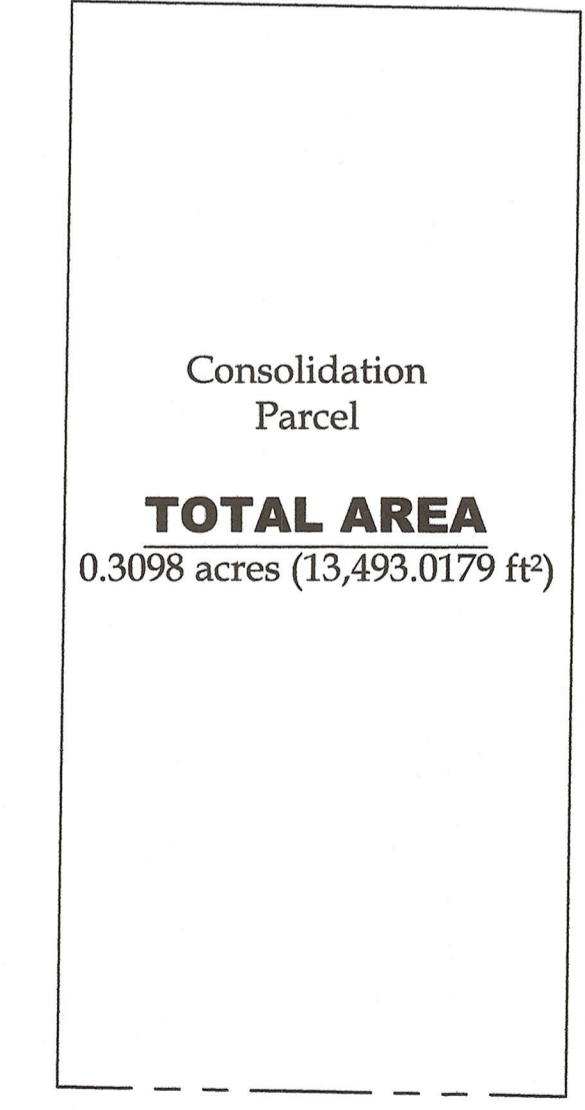 Consolidation
Parcel
TOTAL AREA
0.3098 acres (13,493.0179 ft²)